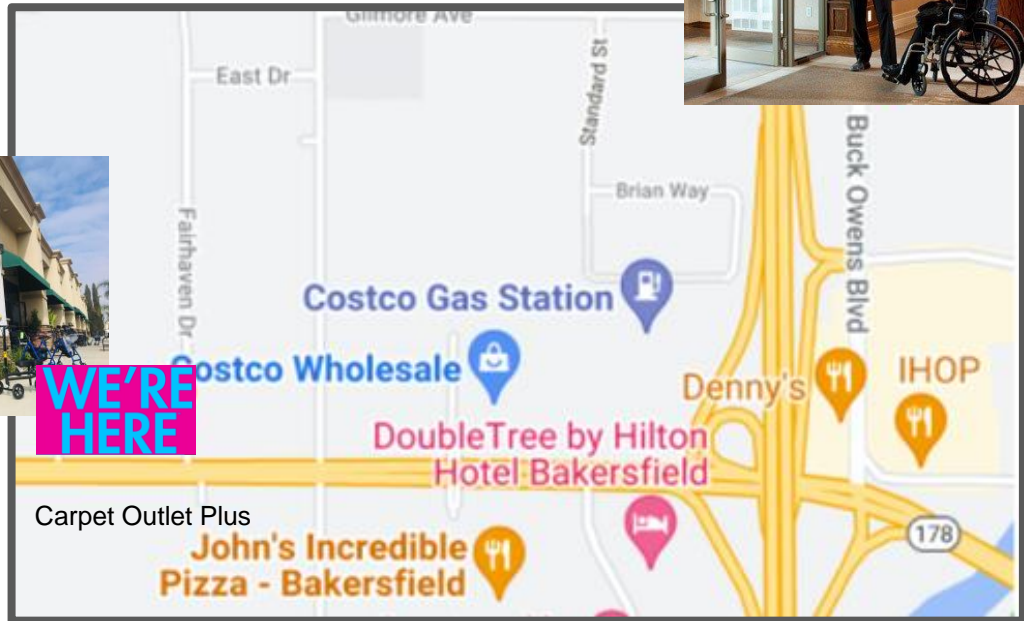 Gilmore Ave
East Dr
Standard St
Buck Owens Blvd
Brian Way
Fairhaven Dr
Costco Gas Station
ostco Wholesale
Denny's
IHOP
WE'RE
HERE
DoubleTree by Hilton
Hotel Bakersfield
Carpet Outlet Plus
178
John's Incredible
Pizza - Bakersfield